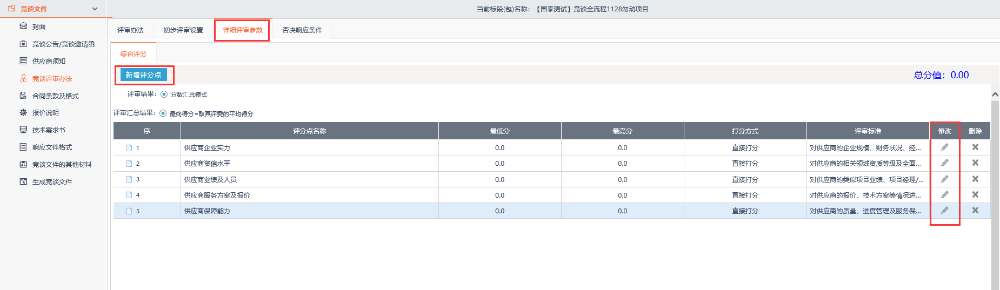 竞谈文件
当前标段(包)名称：【国泰测试】竞谈全流程1128勿动项目
封面
竞谈公告/竞谈邀请函
供应商须知
竞谈评审办法
合同条款及格式
报价说明
技术需求书
响应文件格式
竞谈文件的其他材料
生成竞谈文件
评审办法 初步评审设置 详细评审参数 否决响应条件
综合评分
新增评分点 总分值：0.00
评审结果： 分数汇总模式
评审汇总结果： 最终得分=取其评委的平均得分
序 评分点名称 最低分 最高分 打分方式 评审标准 修改 删除
1 供应商企业实力 0.0 0.0 直接打分 对供应商的企业规模、财务状况、经...
2 供应商资信水平 0.0 0.0 直接打分 对供应商的相关领域资质等级及全面...
3 供应商业绩及人员 0.0 0.0 直接打分 对供应商的类似项目业绩、项目经理/...
4 供应商服务方案及报价 0.0 0.0 直接打分 对供应商的报价、技术方案等情况进...
5 供应商保障能力 0.0 0.0 直接打分 对供应商的质量、进度管理及服务保...